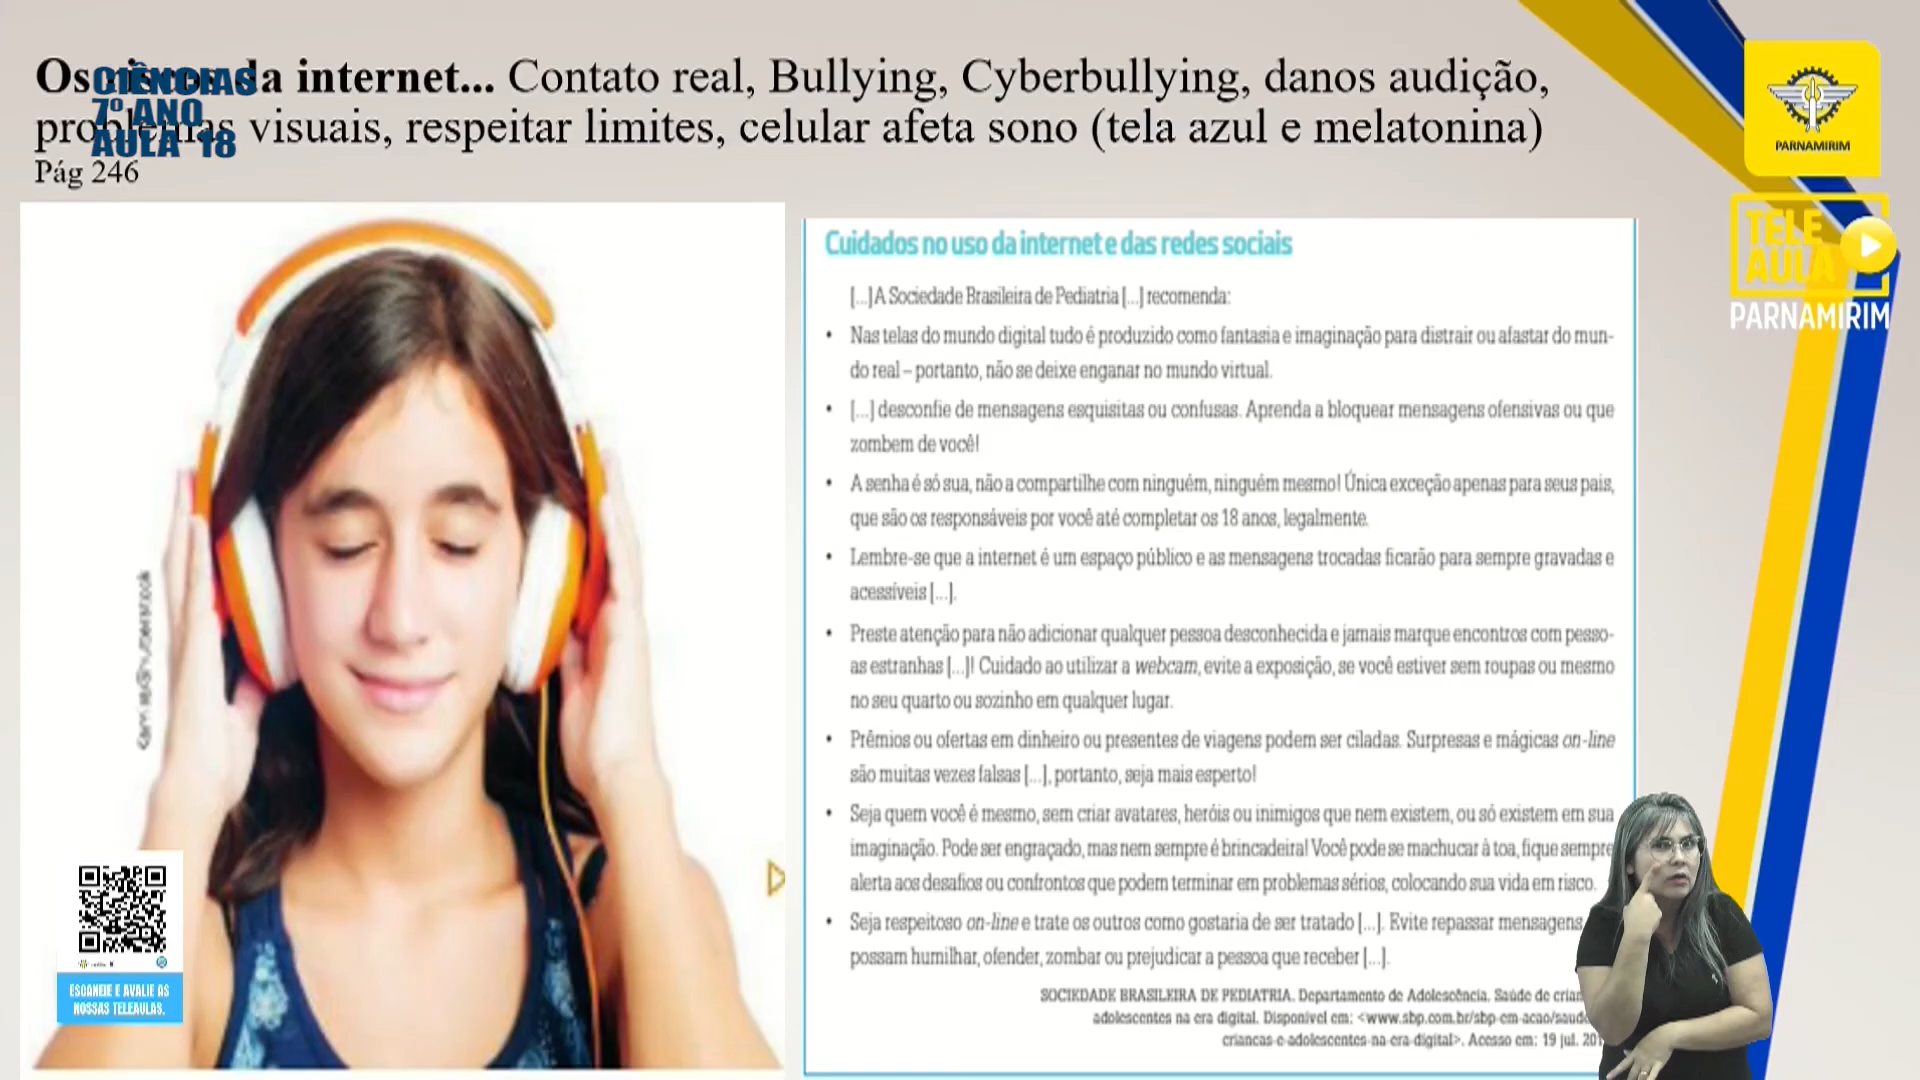 Os riscos da internet... Contato real, Bullying, Cyberbullying, danos audição,
problemas visuais, respeitar limites, celular afeta sono (tela azul e melatonina)
Pág 246
CIÊNCIAS
7º ANO
AULA 18
PARNAMIRIM
TELE
AULA
PARNAMIRIM
Cuidados no uso da internet e das redes sociais
[...] A Sociedade Brasileira de Pediatria [...] recomenda:
• Nas telas do mundo digital tudo é produzido como fantasia e imaginação para distrair ou afastar do mun-
do real – portanto, não se deixe enganar no mundo virtual.
• [...] desconfie de mensagens esquisitas ou confusas. Aprenda a bloquear mensagens ofensivas ou que
zombem de você!
• A senha é só sua, não a compartilhe com ninguém, ninguém mesmo! Única exceção apenas para seus pais,
que são os responsáveis por você até completar os 18 anos, legalmente.
• Lembre-se que a internet é um espaço público e as mensagens trocadas ficarão para sempre gravadas e
acessíveis [...].
• Preste atenção para não adicionar qualquer pessoa desconhecida e jamais marque encontros com pesso-
as estranhas [...]! Cuidado ao utilizar a webcam, evite a exposição, se você estiver sem roupas ou mesmo
no seu quarto ou sozinho em qualquer lugar.
• Prêmios ou ofertas em dinheiro ou presentes de viagens podem ser ciladas. Surpresas e mágicas on-line
são muitas vezes falsas [...], portanto, seja mais esperto!
• Seja quem você é mesmo, sem criar avatares, heróis ou inimigos que nem existem, ou só existem em sua
imaginação. Pode ser engraçado, mas nem sempre é brincadeira! Você pode se machucar à toa, fique sempre
alerta aos desafios ou confrontos que podem terminar em problemas sérios, colocando sua vida em risco.
• Seja respeitoso on-line e trate os outros como gostaria de ser tratado [...]. Evite repassar mensagens
possam humilhar, ofender, zombar ou prejudicar a pessoa que receber [...].
SOCIEDADE BRASILEIRA DE PEDIATRIA. Departamento de Adolescência. Saúde de crian
adolescentes na era digital. Disponível em: <www.sbp.com.br/sbp-em-acao/saud
criancas-e-adolescentes-na-era-digital>. Acesso em: 19 jul. 201
ESCANEIE E AVALIE AS
NOSSAS TELEAULAS.